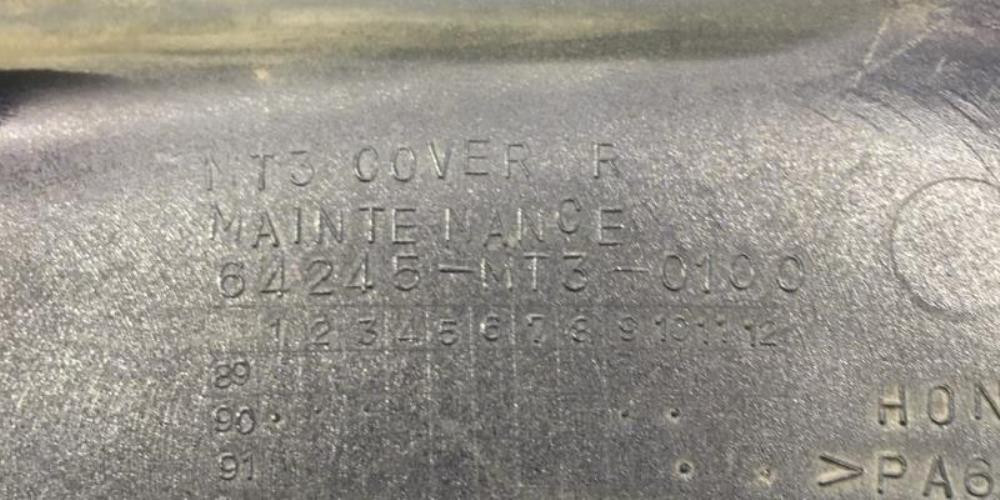 MT3 COVER R
MAINTENANCE
64245-MT3-0100
1 2 3 4 5 6 7 8 9 10 11 12
89
90
91
HON
>PA6